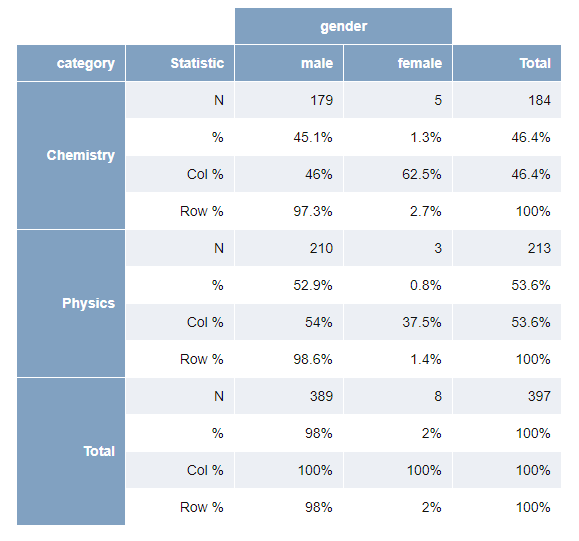 gender
category Statistic male female Total
N 179 5 184
% 45.1% 1.3% 46.4%
Chemistry
Col % 46% 62.5% 46.4%
Row % 97.3% 2.7% 100%
N 210 3 213
% 52.9% 0.8% 53.6%
Physics
Col % 54% 37.5% 53.6%
Row % 98.6% 1.4% 100%
N 389 8 397
% 98% 2% 100%
Total
Col % 100% 100% 100%
Row % 98% 2% 100%